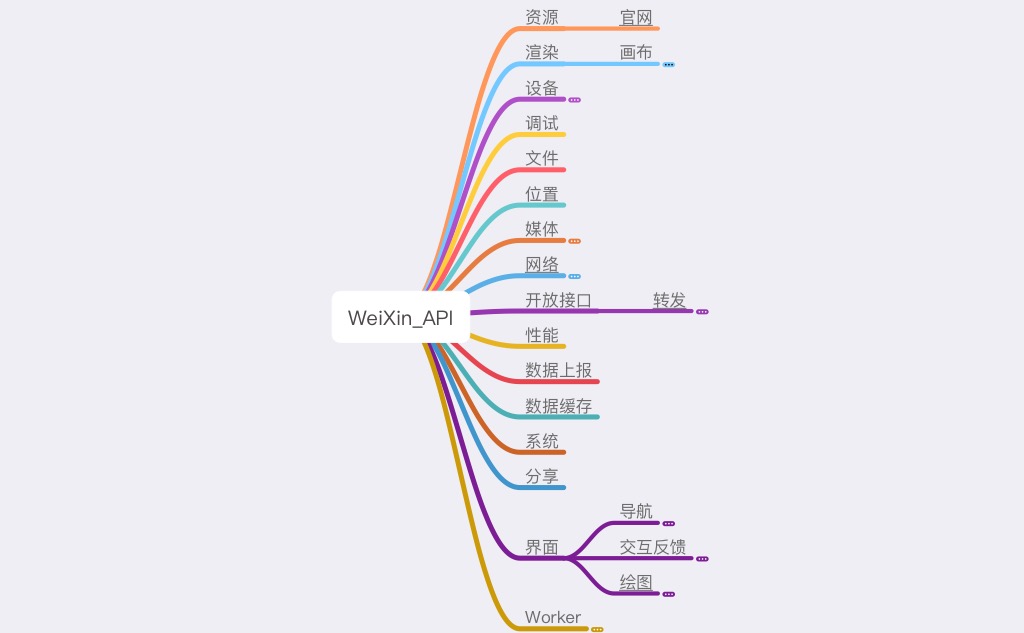 资源
官网
渲染
画布
设备
调试
文件
位置
媒体
网络
WeiXin_API
开放接口
转发
性能
数据上报
数据缓存
系统
分享
界面
导航
交互反馈
绘图
Worker